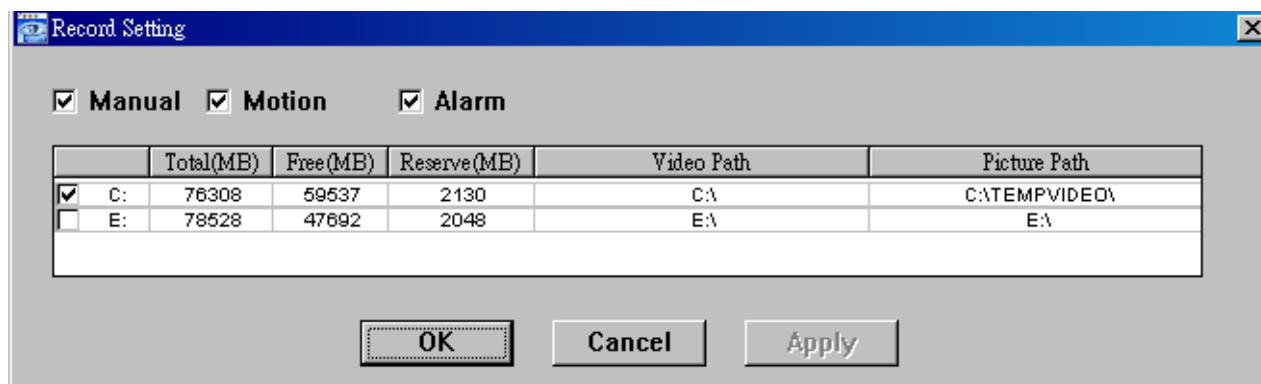 Record Setting
Manual Motion Alarm
Total(MB) Free(MB) Reserve(MB) Video Path Picture Path
C: 76308 59537 2130 C:\ C:\TEMPVIDEO\
E: 78528 47692 2048 E:\ E:\
OK Cancel Apply